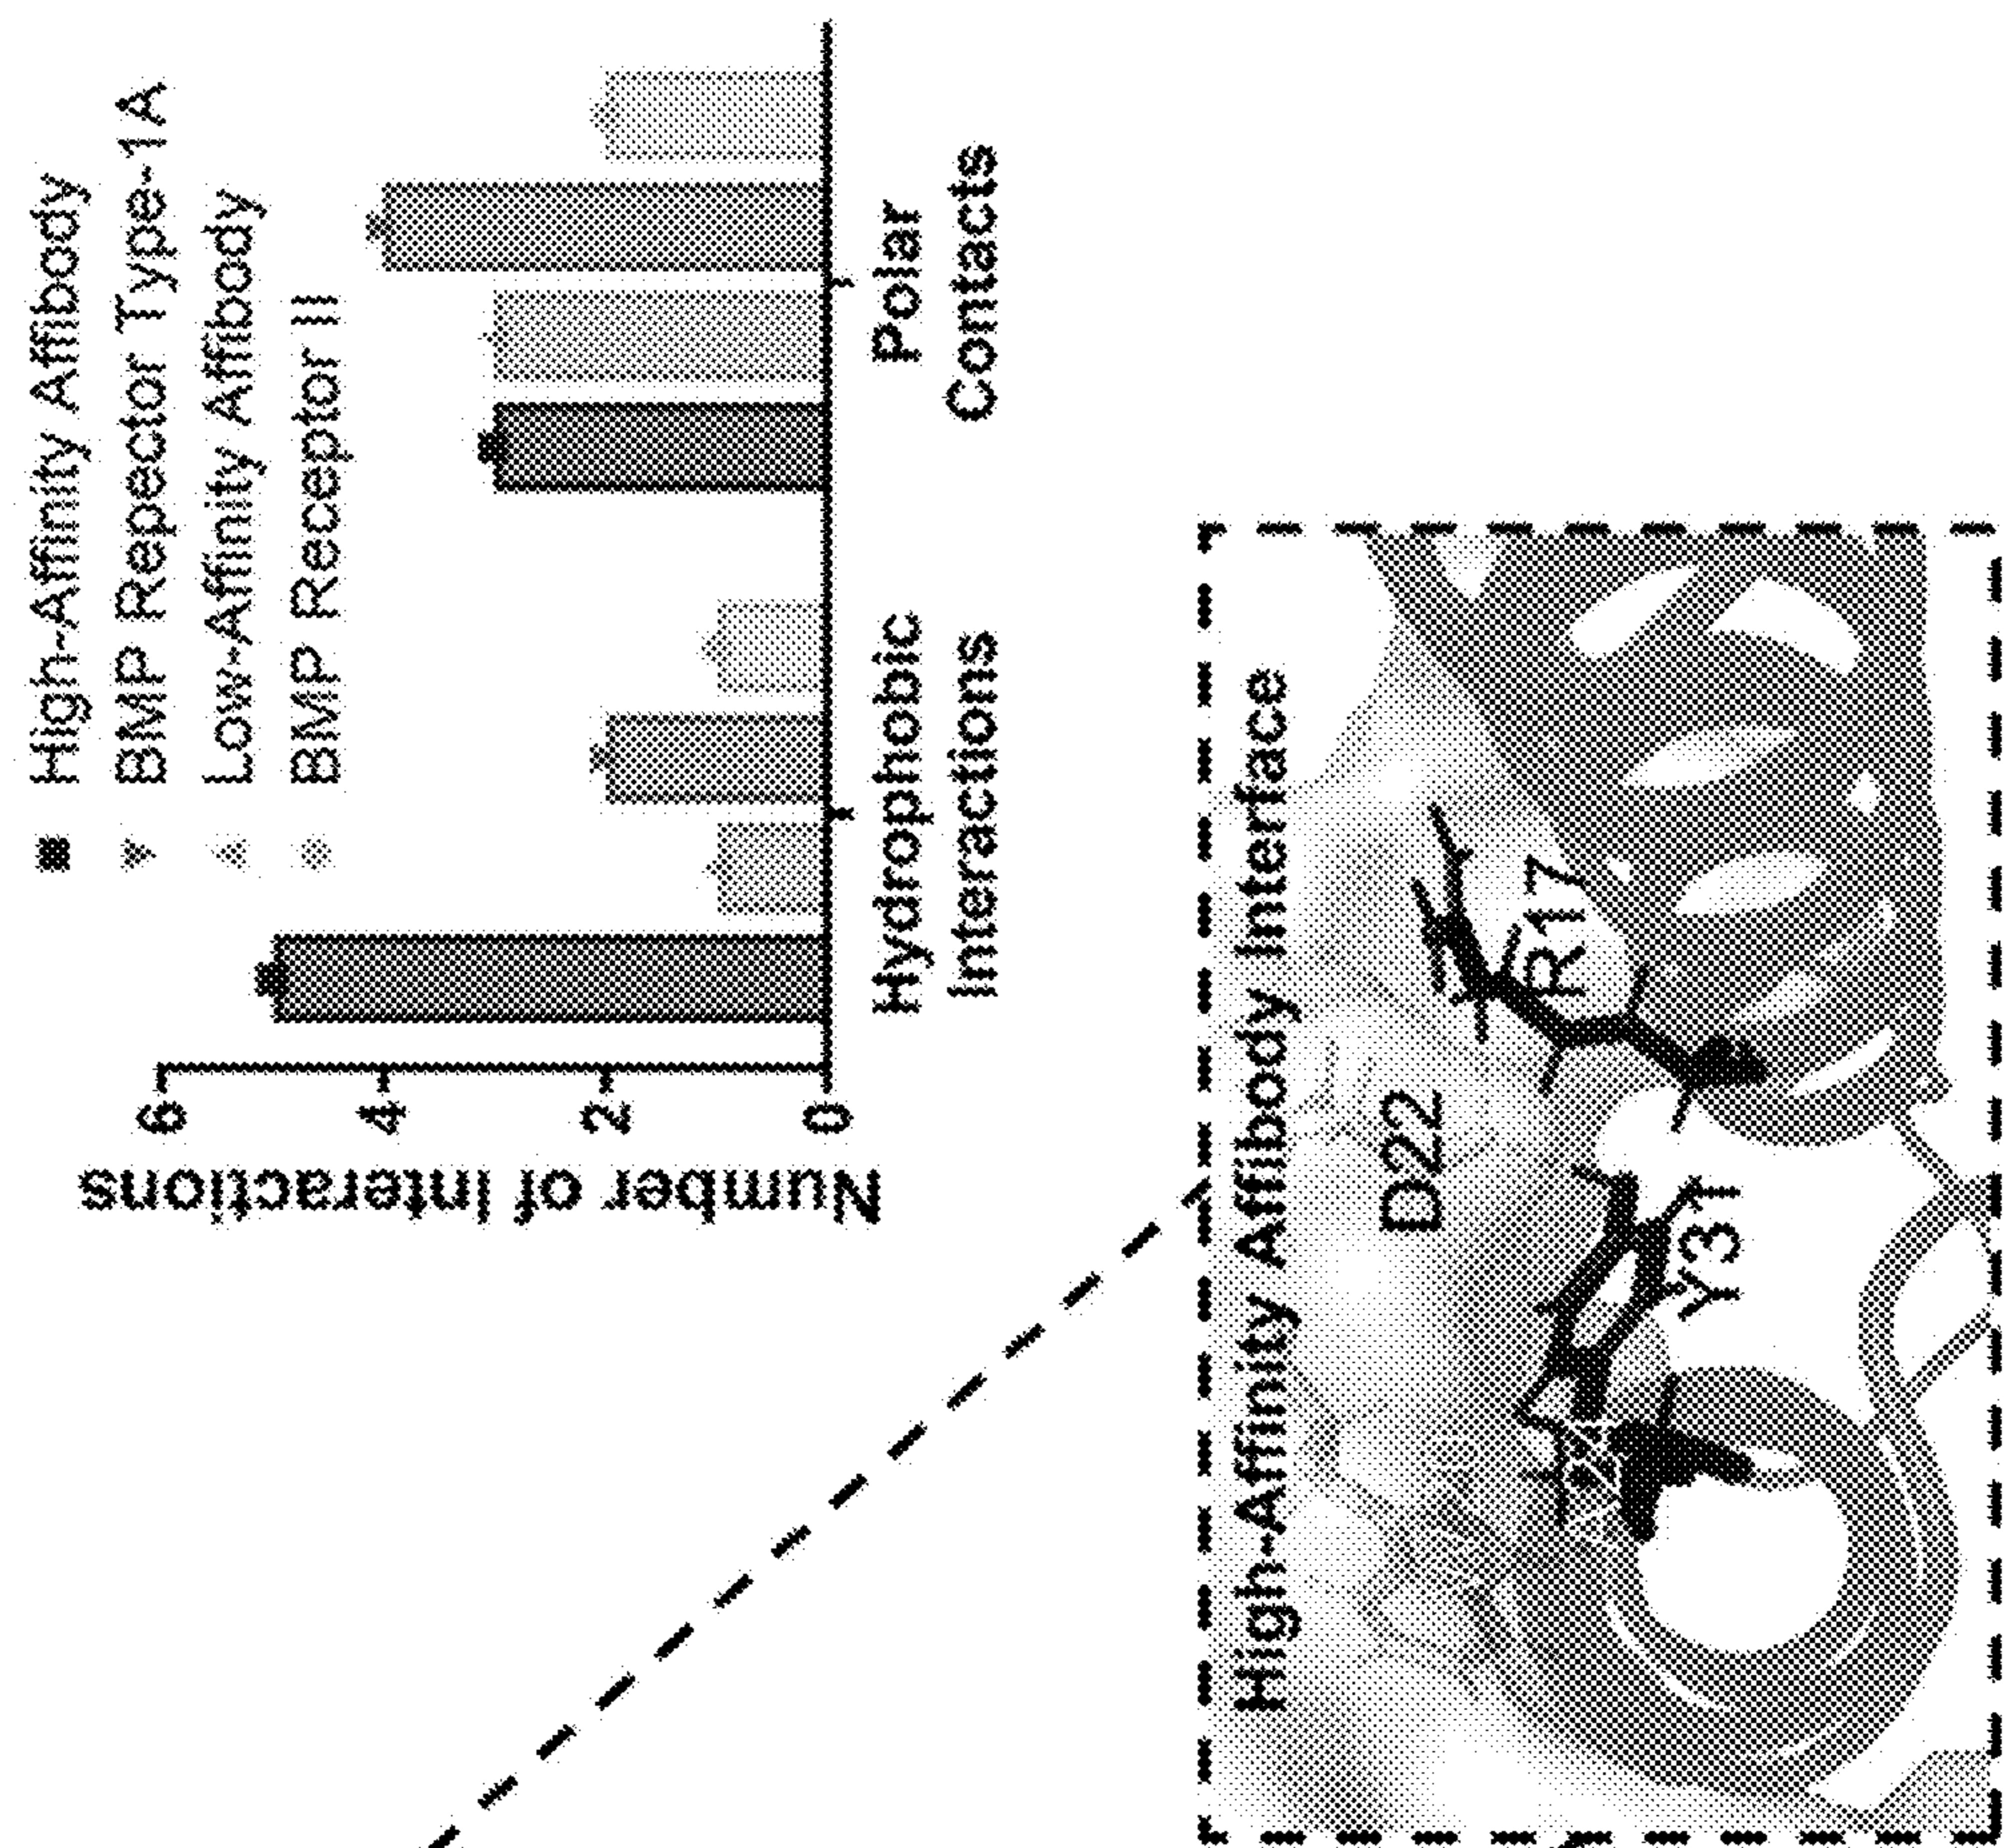 High-Affinity Affibody
BMP Repector Type-1A
Low-Affinity Affibody
BMP Receptor II
Number of interactions
6
4
2
0
Hydrophobic
Interactions
Polar
Contacts
High-Affinity Affibody Interface
D22
R17
Y31